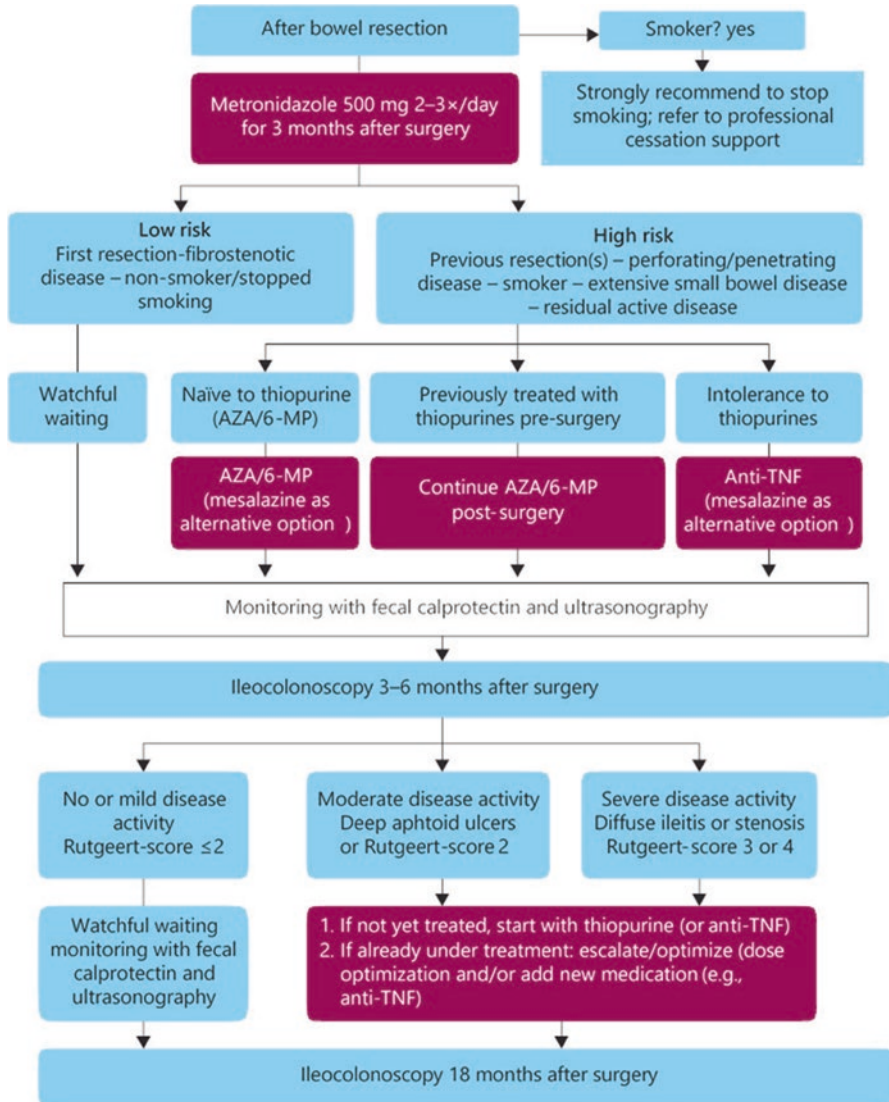 After bowel resection
Smoker? yes
Metronidazole 500 mg 2–3×/day
for 3 months after surgery
Strongly recommend to stop
smoking; refer to professional
cessation support
Low risk
First resection-fibrostenotic
disease – non-smoker/stopped
smoking
High risk
Previous resection(s) – perforating/penetrating
disease – smoker – extensive small bowel disease
– residual active disease
Watchful
waiting
Naïve to thiopurine
(AZA/6-MP)
Previously treated with
thiopurines pre-surgery
Intolerance to
thiopurines
AZA/6-MP
(mesalazine as
alternative option )
Continue AZA/6-MP
post-surgery
Anti-TNF
(mesalazine as
alternative option )
Monitoring with fecal calprotectin and ultrasonography
Ileocolonoscopy 3–6 months after surgery
No or mild disease
activity
Rutgeert-score ≤2
Moderate disease activity
Deep aphtoid ulcers
or Rutgeert-score 2
Severe disease activity
Diffuse ileitis or stenosis
Rutgeert-score 3 or 4
Watchful waiting
monitoring with fecal
calprotectin and
ultrasonography
1. If not yet treated, start with thiopurine (or anti-TNF)
2. If already under treatment: escalate/optimize (dose
optimization and/or add new medication (e.g.,
anti-TNF)
Ileocolonoscopy 18 months after surgery